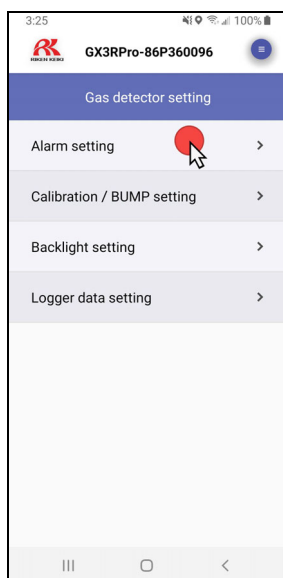 3:25 100%
RK
RIKEN KEIKI
GX3RPro-86P360096
Gas detector setting
Alarm setting
Calibration / BUMP setting
Backlight setting
Logger data setting